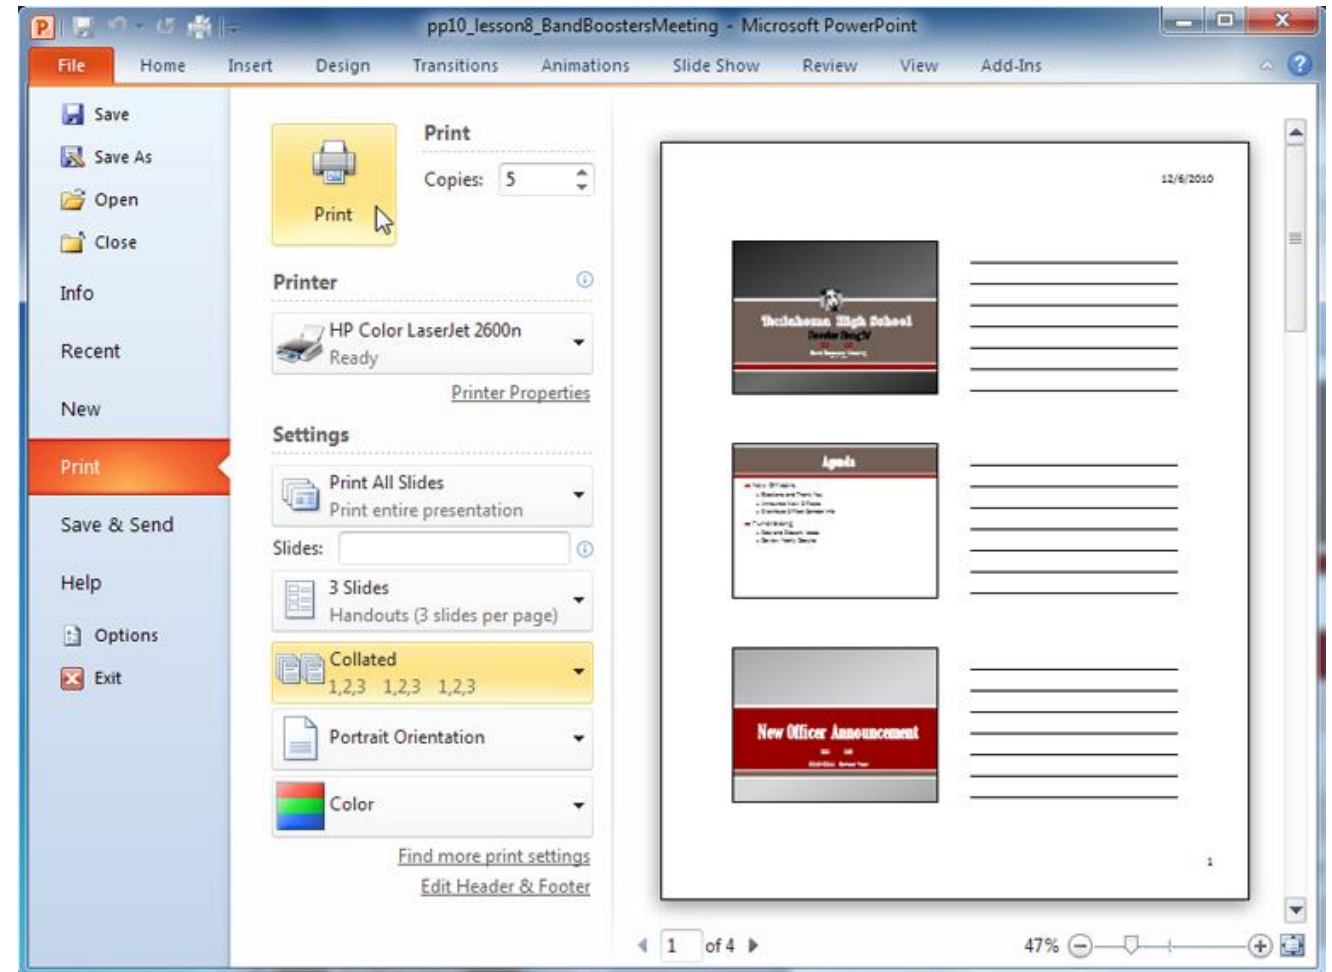 pp10_lesson8_BandBoostersMeeting - Microsoft PowerPoint
File Home Insert Design Transitions Animations Slide Show Review View Add-Ins
Save
Save As
Open
Close
Info
Recent
New
Print
Save & Send
Help
Options
Exit
Print
Print
Copies: 5
Printer
HP Color LaserJet 2600n
Ready
Printer Properties
Settings
Print All Slides
Print entire presentation
Slides:
3 Slides
Handouts (3 slides per page)
Collated
1,2,3 1,2,3 1,2,3
Portrait Orientation
Color
Find more print settings
Edit Header & Footer
12/6/2010
High School
Agenda
New Officer Announcement
1
1 of 4
47%